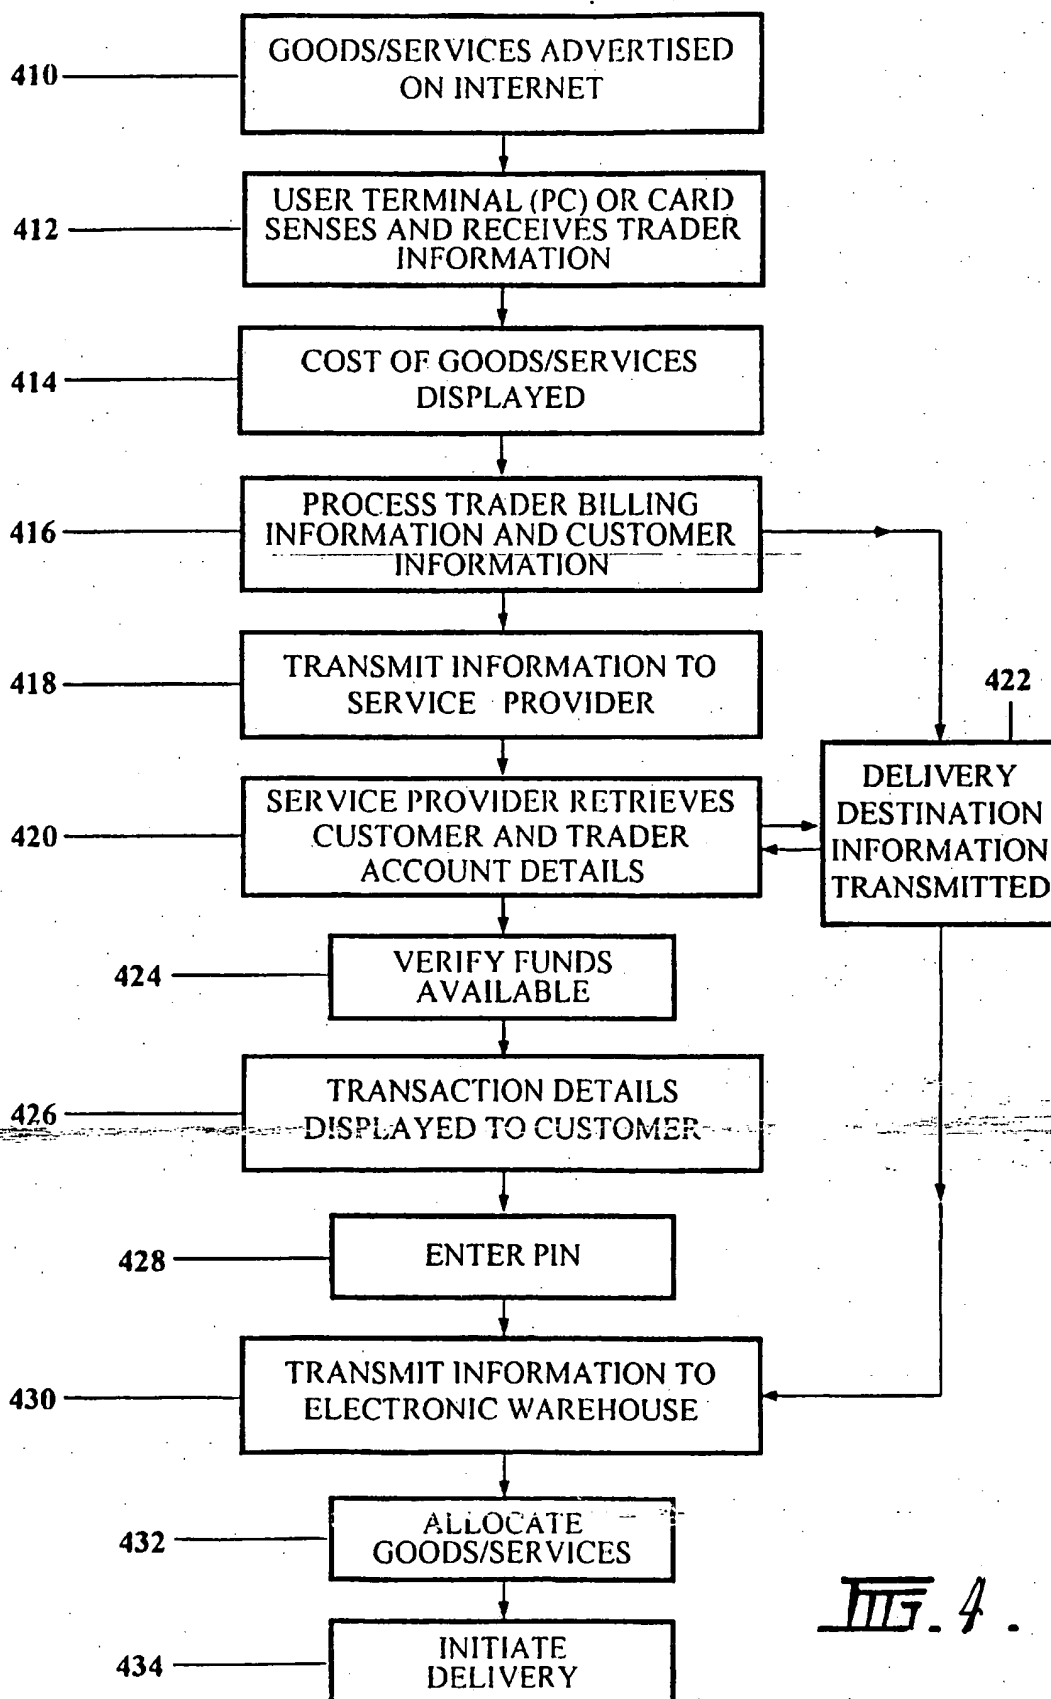 GOODS/SERVICES ADVERTISED
ON INTERNET
410
USER TERMINAL (PC) OR CARD
SENSES AND RECEIVES TRADER
INFORMATION
412
COST OF GOODS/SERVICES
DISPLAYED
414
PROCESS TRADER BILLING
INFORMATION AND CUSTOMER
INFORMATION
416
TRANSMIT INFORMATION TO
SERVICE PROVIDER
418
422
DELIVERY
DESTINATION
INFORMATION
TRANSMITTED
SERVICE PROVIDER RETRIEVES
CUSTOMER AND TRADER
ACCOUNT DETAILS
420
VERIFY FUNDS
AVAILABLE
424
TRANSACTION DETAILS
DISPLAYED TO CUSTOMER
426
ENTER PIN
428
TRANSMIT INFORMATION TO
ELECTRONIC WAREHOUSE
430
ALLOCATE
GOODS/SERVICES
432
INITIATE
DELIVERY
434
FIG. 4.